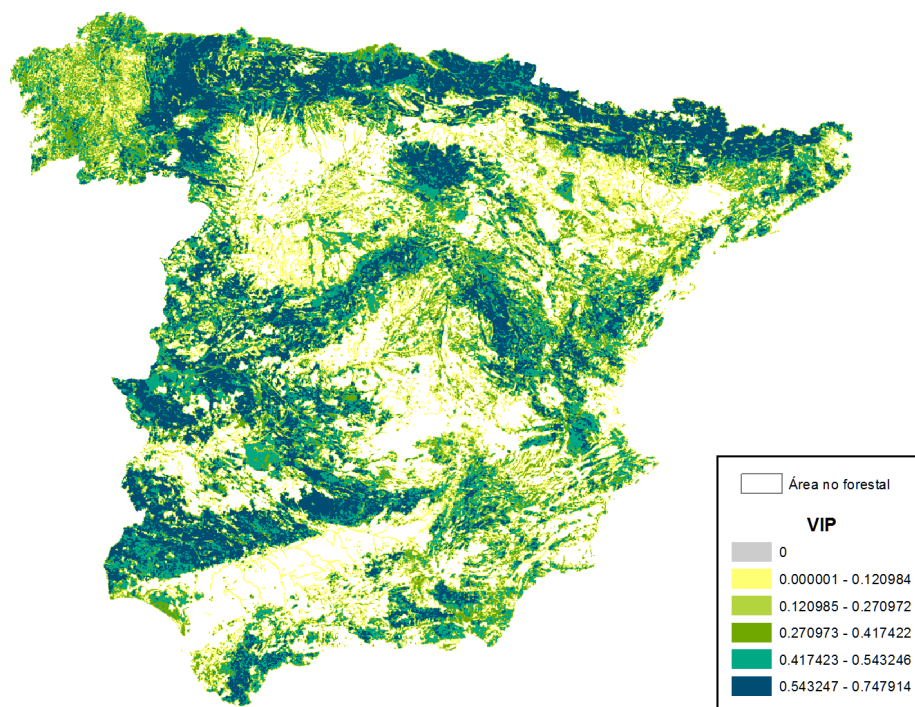 Área no forestal
VIP
0
0.000001 - 0.120984
0.120985 - 0.270972
0.270973 - 0.417422
0.417423 - 0.543246
0.543247 - 0.747914